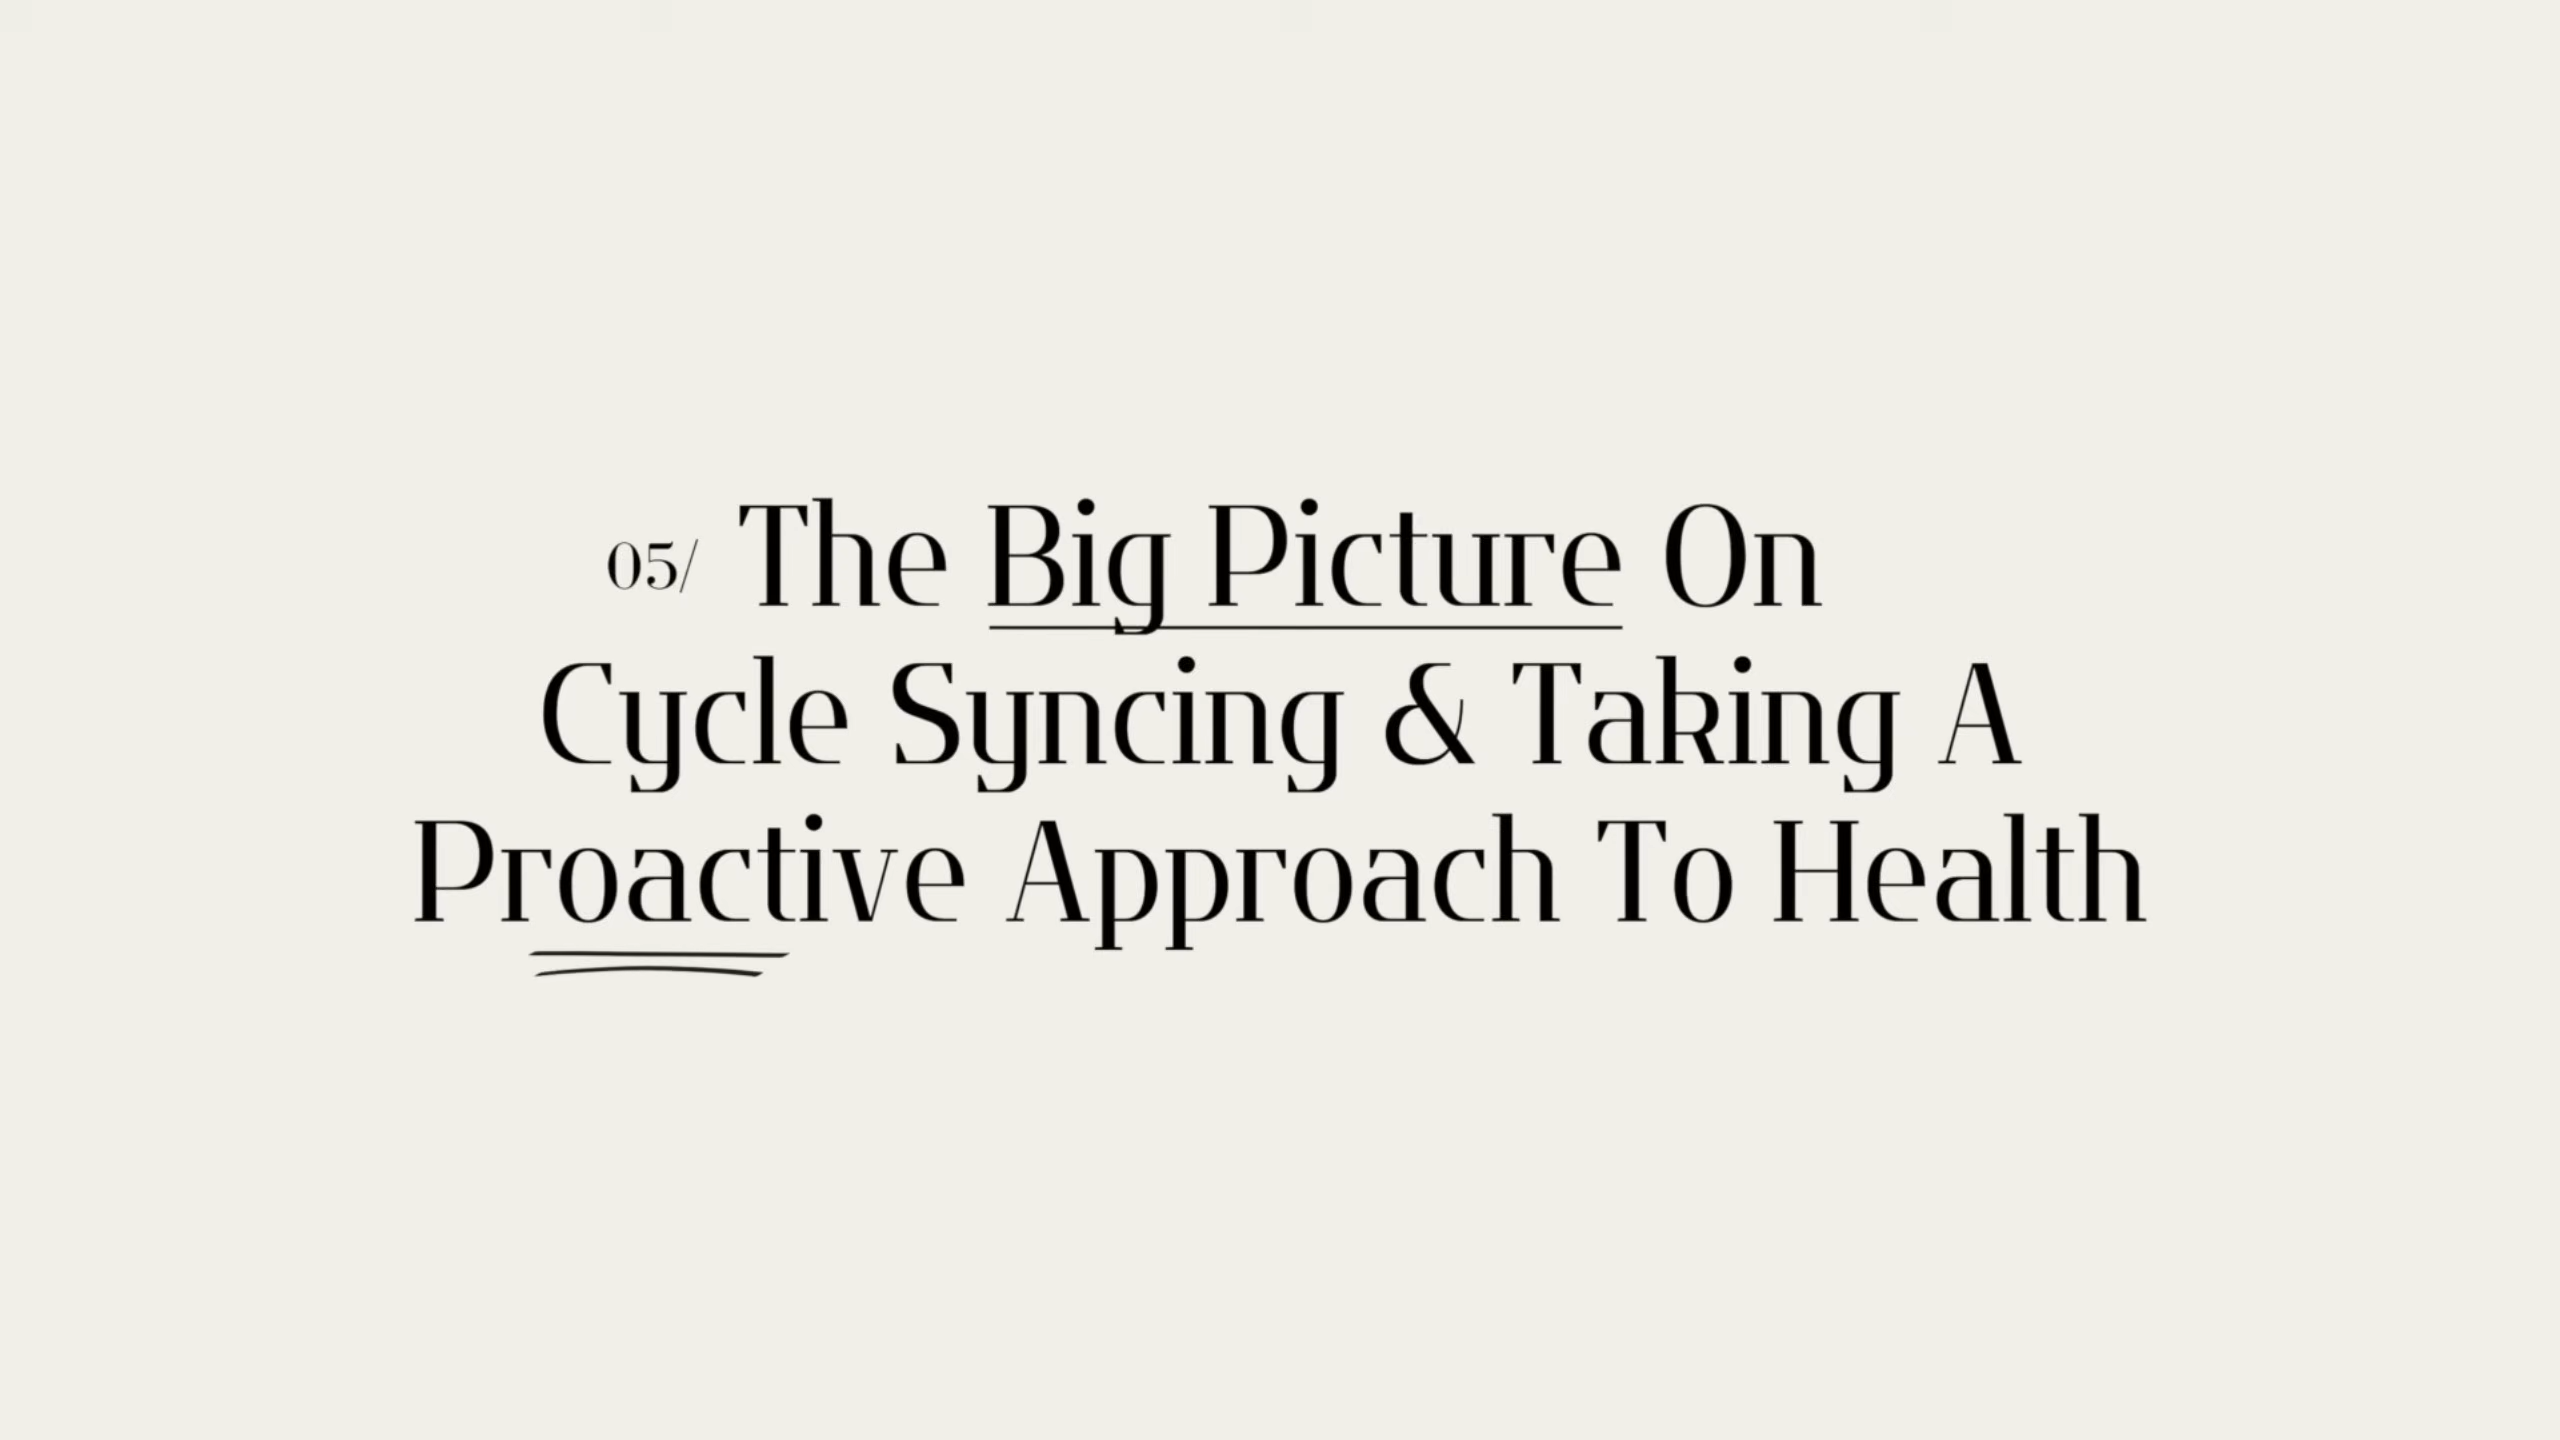 05/ The Big Picture On
Cycle Syncing & Taking A
Proactive Approach To Health